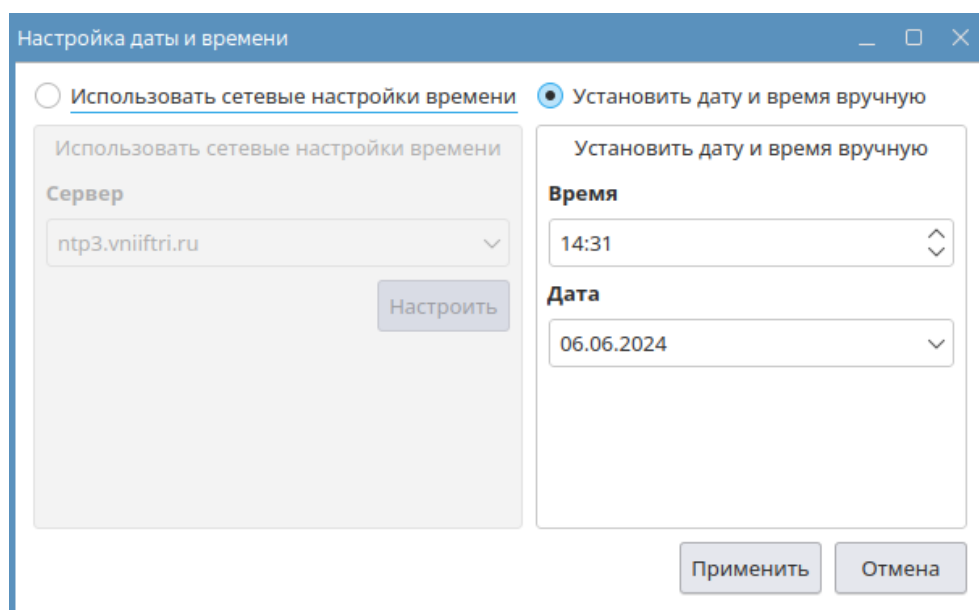 Настройка даты и времени
Использовать сетевые настройки времени
Установить дату и время вручную
Использовать сетевые настройки времени
Сервер
ntp3.vniiftri.ru
Настроить
Установить дату и время вручную
Время
14:31
Дата
06.06.2024
Применить
Отмена